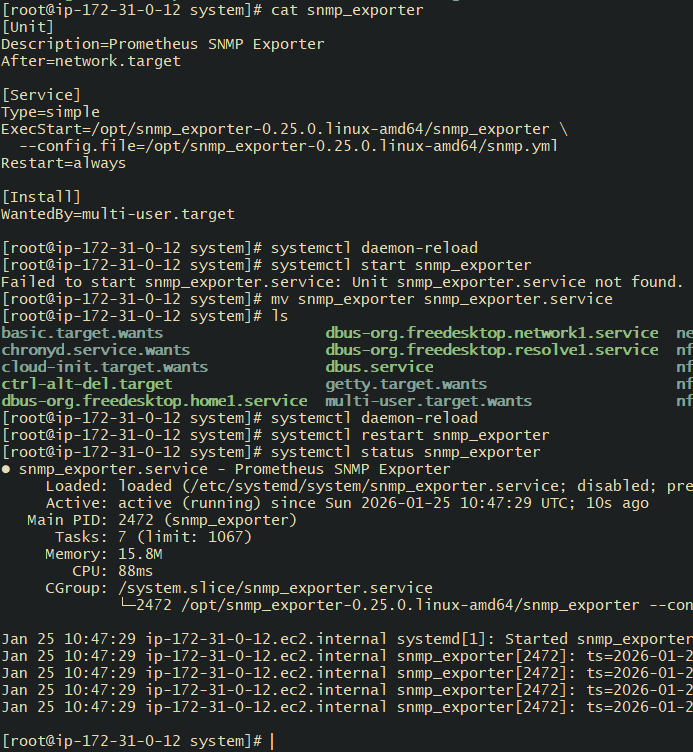 [root@ip-172-31-0-12 system]# cat snmp_exporter
[Unit]
Description=Prometheus SNMP Exporter
After=network.target

[Service]
Type=simple
ExecStart=/opt/snmp_exporter-0.25.0.linux-amd64/snmp_exporter \
  --config.file=/opt/snmp_exporter-0.25.0.linux-amd64/snmp.yml
Restart=always

[Install]
WantedBy=multi-user.target

[root@ip-172-31-0-12 system]# systemctl daemon-reload
[root@ip-172-31-0-12 system]# systemctl start snmp_exporter
Failed to start snmp_exporter.service: Unit snmp_exporter.service not found.
[root@ip-172-31-0-12 system]# mv snmp_exporter snmp_exporter.service
[root@ip-172-31-0-12 system]# ls
basic.target.wants                   dbus-org.freedesktop.network1.service  ne
chronyd.service.wants                dbus-org.freedesktop.resolve1.service  nf
cloud-init.target.wants              dbus.service                           nf
ctrl-alt-del.target                  getty.target.wants                     nf
dbus-org.freedesktop.home1.service  multi-user.target.wants                nf
[root@ip-172-31-0-12 system]# systemctl daemon-reload
[root@ip-172-31-0-12 system]# systemctl restart snmp_exporter
[root@ip-172-31-0-12 system]# systemctl status snmp_exporter
● snmp_exporter.service - Prometheus SNMP Exporter
     Loaded: loaded (/etc/systemd/system/snmp_exporter.service; disabled; pre
     Active: active (running) since Sun 2026-01-25 10:47:29 UTC; 10s ago
   Main PID: 2472 (snmp_exporter)
      Tasks: 7 (limit: 1067)
     Memory: 15.8M
        CPU: 88ms
     CGroup: /system.slice/snmp_exporter.service
             └─2472 /opt/snmp_exporter-0.25.0.linux-amd64/snmp_exporter --con

Jan 25 10:47:29 ip-172-31-0-12.ec2.internal systemd[1]: Started snmp_exporter
Jan 25 10:47:29 ip-172-31-0-12.ec2.internal snmp_exporter[2472]: ts=2026-01-2
Jan 25 10:47:29 ip-172-31-0-12.ec2.internal snmp_exporter[2472]: ts=2026-01-2
Jan 25 10:47:29 ip-172-31-0-12.ec2.internal snmp_exporter[2472]: ts=2026-01-2
Jan 25 10:47:29 ip-172-31-0-12.ec2.internal snmp_exporter[2472]: ts=2026-01-2

[root@ip-172-31-0-12 system]#